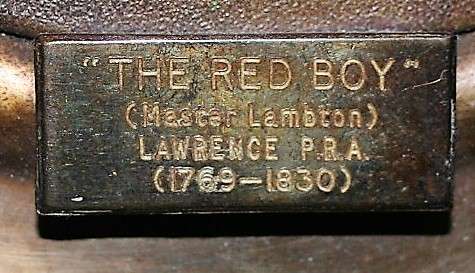 "THE RED BOY"
(Master Lambton)
LAWRENCE P.R.A.
(1769–1830)